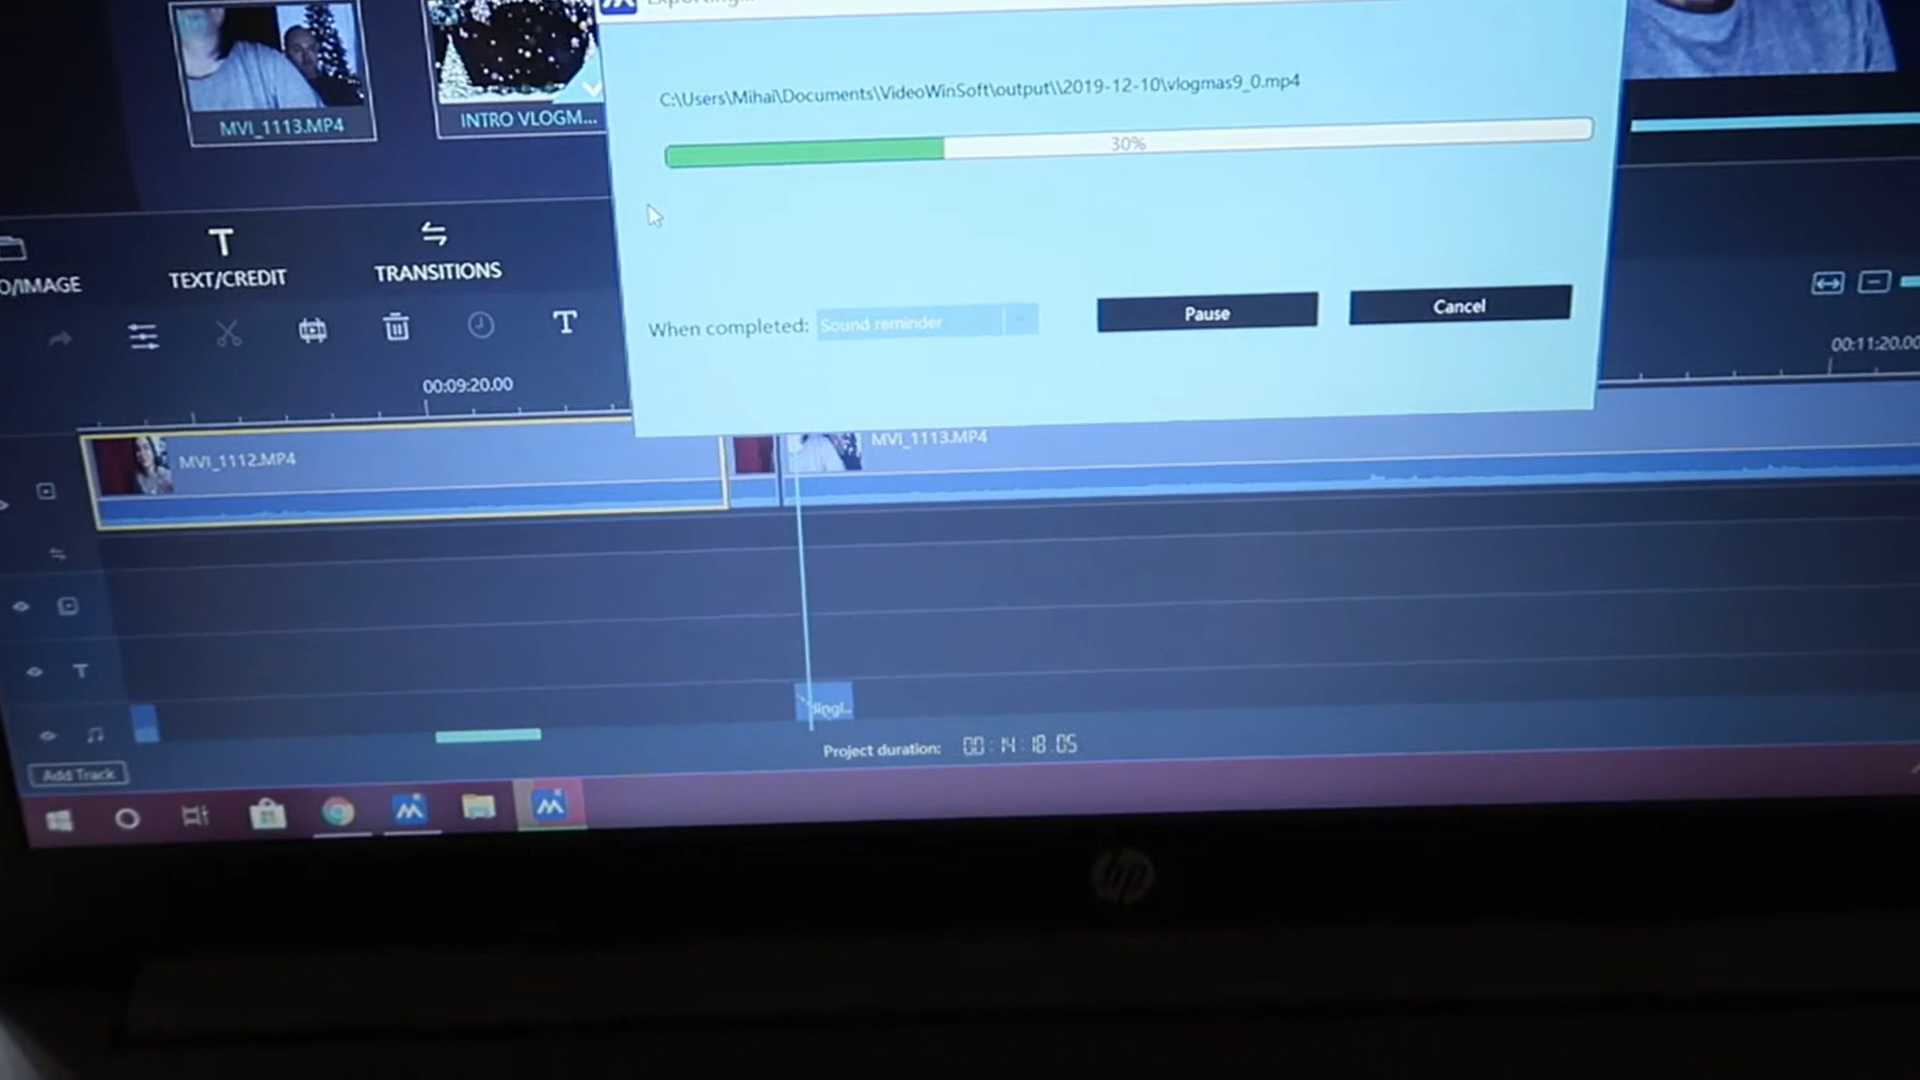 Exporting...
MVI_1113.MP4
INTRO VLOGM...
C:\Users\Mihai\Documents\VideoWinSoft\output\\2019-12-10\vlogmas9_0.mp4
30%
O/IMAGE
TEXT/CREDIT
TRANSITIONS
When completed:
Sound reminder
Pause
Cancel
T
00:09:20.00
00:11:20.00
MVI_1112.MP4
MVI_1113.MP4
T
Project duration: 00:14:18.05
Add Track
hp